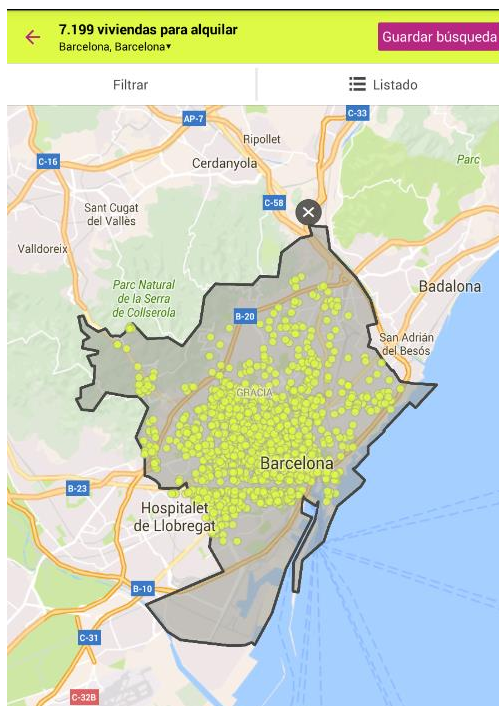 7.199 viviendas para alquilar
Guardar búsqueda
Barcelona, Barcelona▾
Filtrar
Listado
C-33
AP-7
Ripollet
C-16
Cerdanyola
Parc
C-58
Sant Cugat
del Vallès
Valldoreix
Parc Natural
de la Serra
de Collserola
Badalona
B-20
San Adrián
del Besós
GRÀCIA
Barcelona
B-23
Hospitalet
de Llobregat
B-10
C-31
C-32B